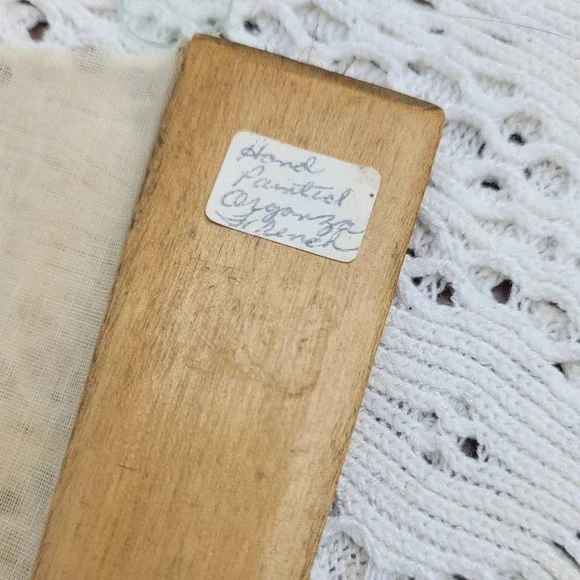 Hand
Painted
Organza
French